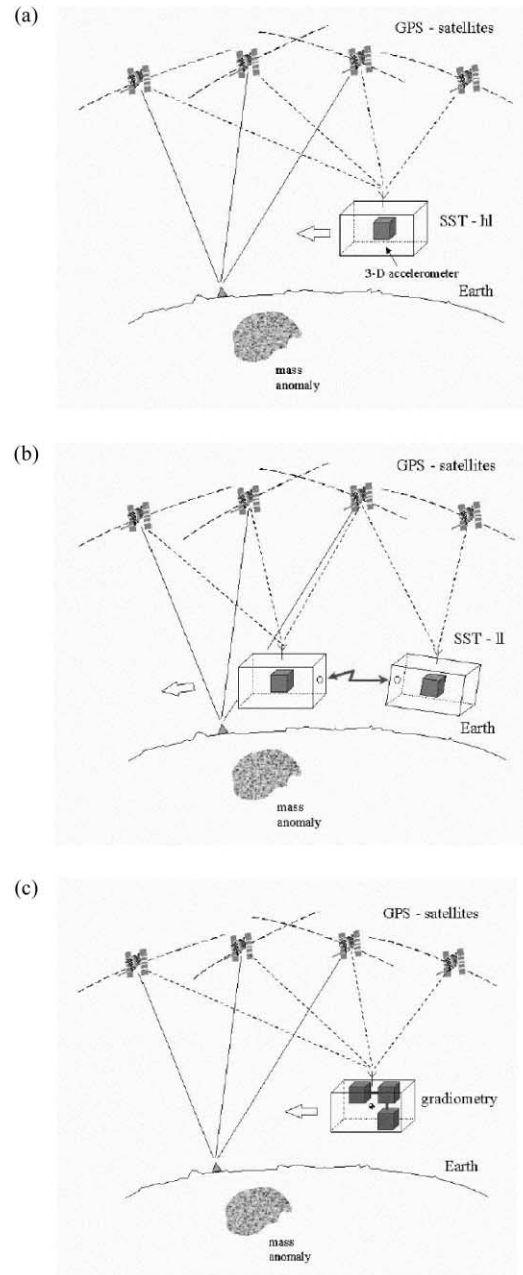 (a)
GPS - satellites
SST - hl
3-D accelerometer
Earth
mass
anomaly
(b)
GPS - satellites
SST - ll
Earth
mass
anomaly
(c)
GPS - satellites
gradiometry
Earth
mass
anomaly